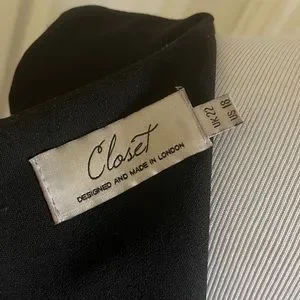 Closet
DESIGNED AND MADE IN LONDON
UK 22
US 18